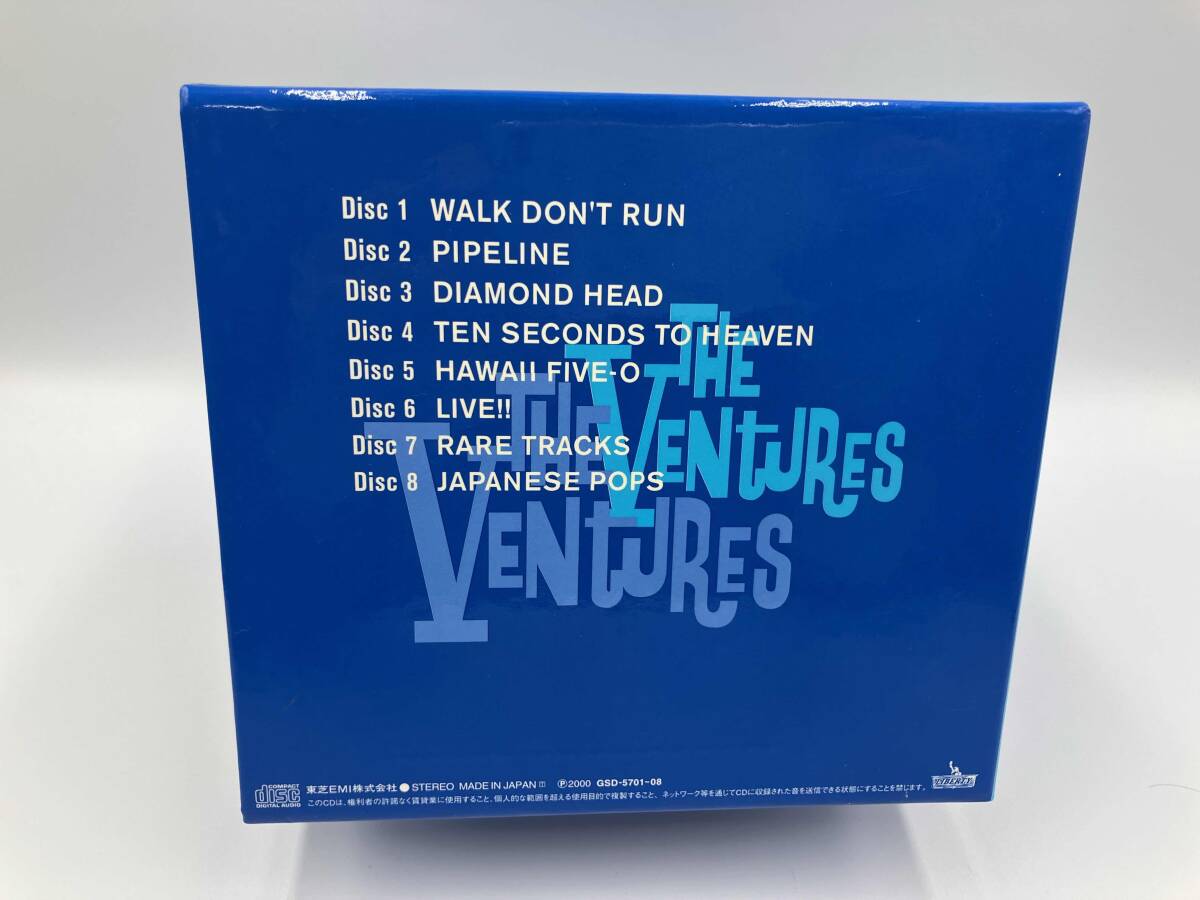 Disc 1 WALK DON'T RUN
Disc 2 PIPELINE
Disc 3 DIAMOND HEAD
Disc 4 TEN SECONDS TO HEAVEN
Disc 5 HAWAII FIVE-O
Disc 6 LIVE!!
Disc 7 RARE TRACKS
Disc 8 JAPANESE POPS
THE
VENTURES
THE
VENTURES
COMPACT
disc
DIGITAL AUDIO
東芝EMI株式会社 ● STEREO MADE IN JAPAN Ⓟ2000 GSD-5701~08
このCDは、権利者の許諾なく賃貸業に使用すること、個人的な範囲を超える使用目的で複製すること、ネットワーク等を通じてCDに収録された音を送信できる状態にすることを禁じます。
LIBERTY